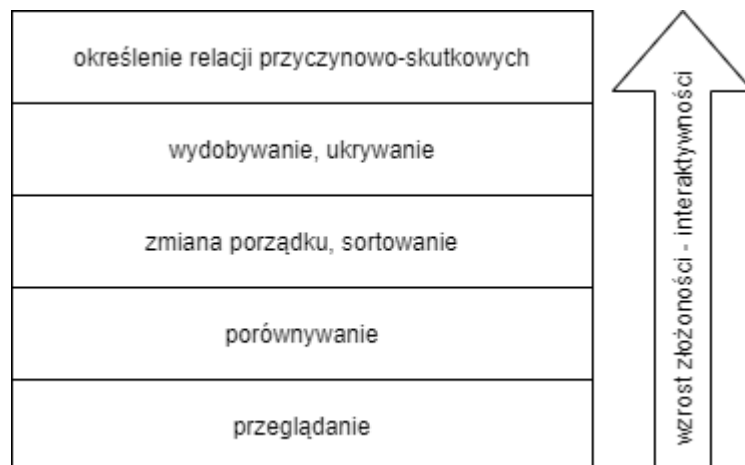 określenie relacji przyczynowo-skutkowych
wydobywanie, ukrywanie
zmiana porządku, sortowanie
porównywanie
przeglądanie
wzrost złożoności - interaktywności